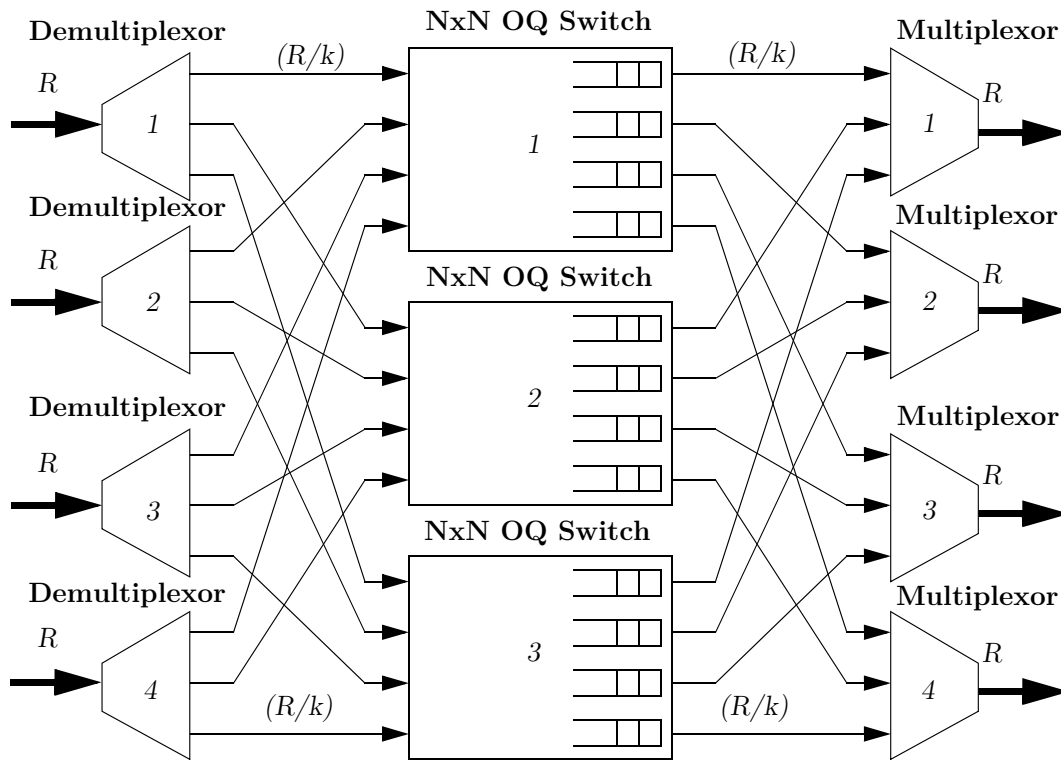 NxN OQ Switch
Demultiplexor
Multiplexor
(R/k)
(R/k)
R
R
1
1
1
Demultiplexor
Multiplexor
R
R
2
2
NxN OQ Switch
2
Demultiplexor
Multiplexor
R
R
3
3
NxN OQ Switch
Demultiplexor
Multiplexor
R
R
3
4
4
(R/k)
(R/k)